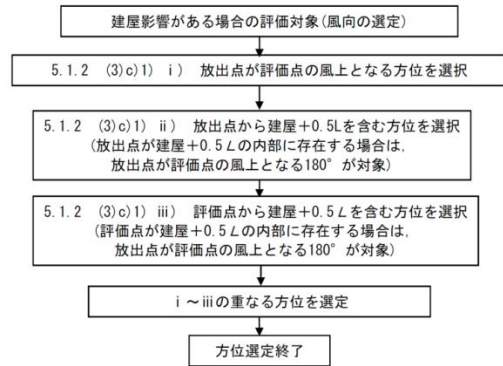 建屋影響がある場合の評価対象(風向の選定)
5.1.2 (3)c)1) i) 放出点が評価点の風上となる方位を選択
5.1.2 (3)c)1) ii) 放出点から建屋+0.5Lを含む方位を選択
(放出点が建屋+0.5Lの内部に存在する場合は,
放出点が評価点の風上となる180°が対象)
5.1.2 (3)c)1) iii) 評価点から建屋+0.5Lを含む方位を選択
(評価点が建屋+0.5Lの内部に存在する場合は,
放出点が評価点の風上となる180°が対象)
i～iiiの重なる方位を選定
方位選定終了